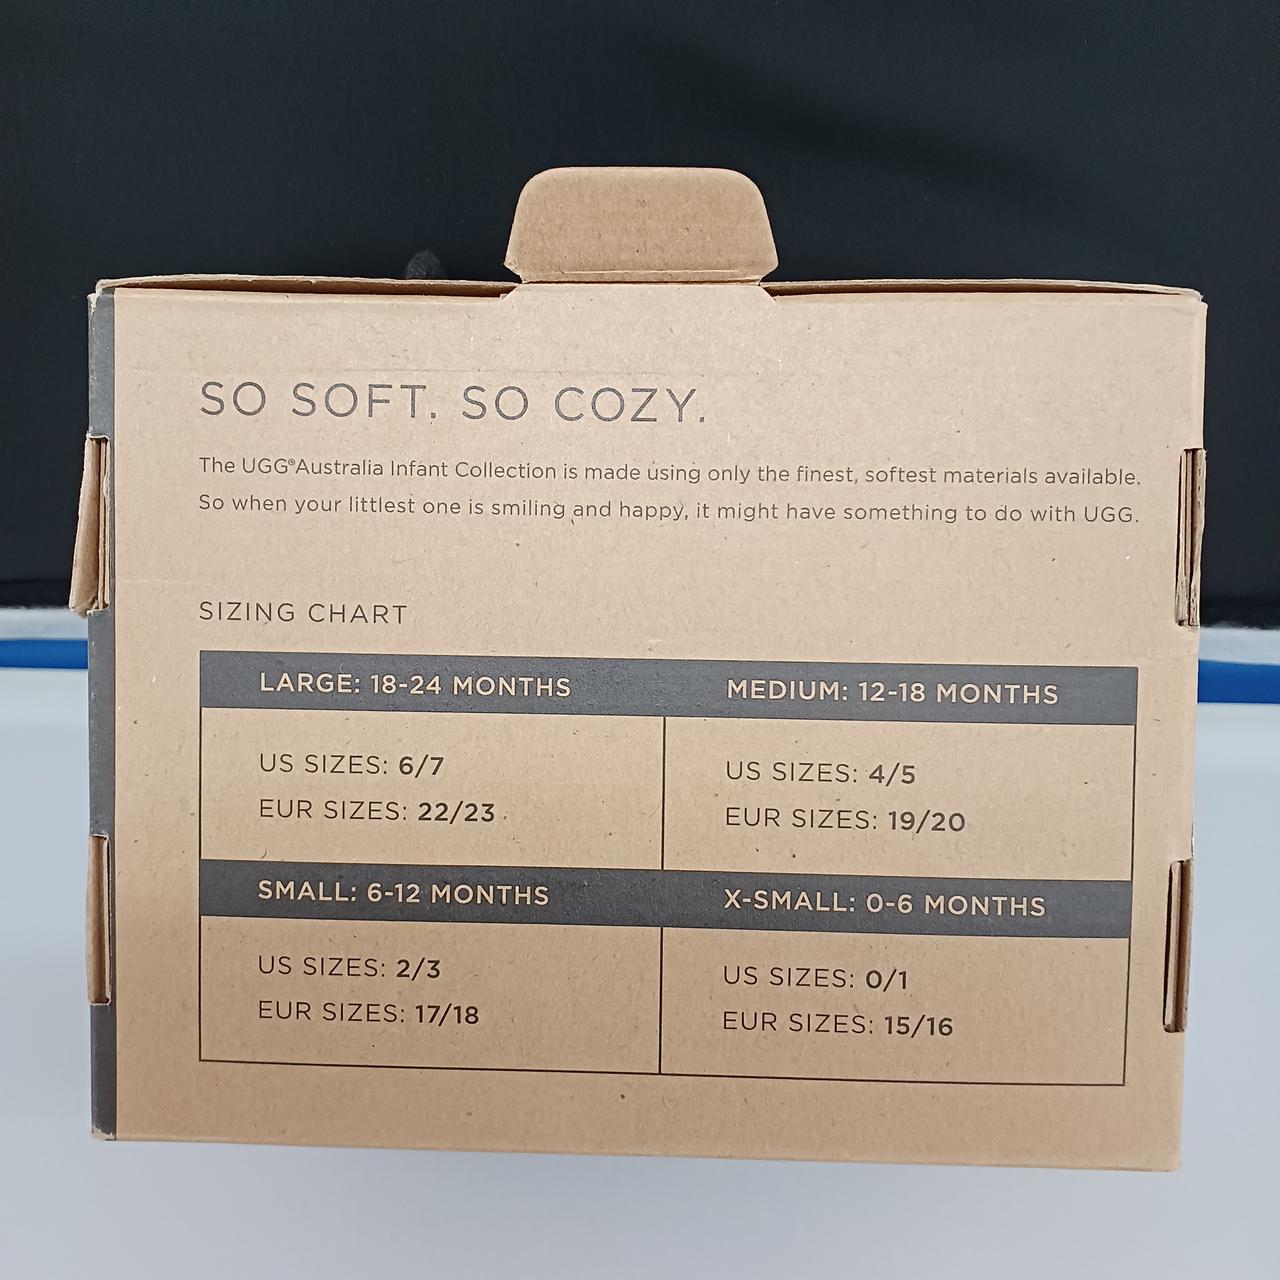 SO SOFT. SO COZY.
The UGG®Australia Infant Collection is made using only the finest, softest materials available.
So when your littlest one is smiling and happy, it might have something to do with UGG.
SIZING CHART
LARGE: 18-24 MONTHS
US SIZES: 6/7
EUR SIZES: 22/23
MEDIUM: 12-18 MONTHS
US SIZES: 4/5
EUR SIZES: 19/20
SMALL: 6-12 MONTHS
US SIZES: 2/3
EUR SIZES: 17/18
X-SMALL: 0-6 MONTHS
US SIZES: 0/1
EUR SIZES: 15/16